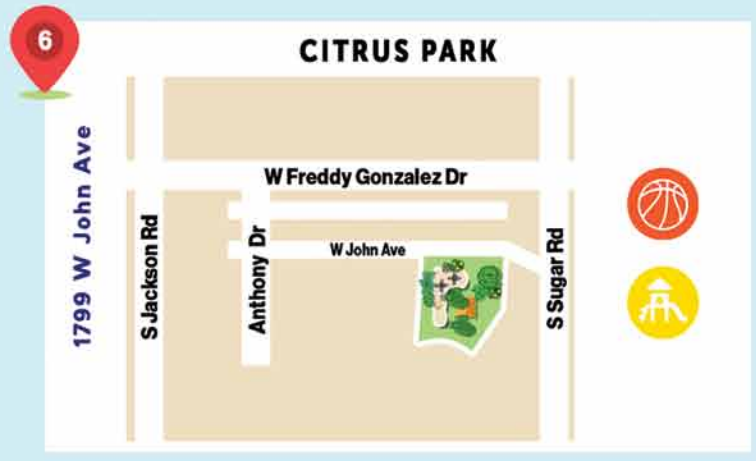 6
CITRUS PARK
1799 W John Ave
W Freddy Gonzalez Dr
S Jackson Rd
Anthony Dr
W John Ave
S Sugar Rd